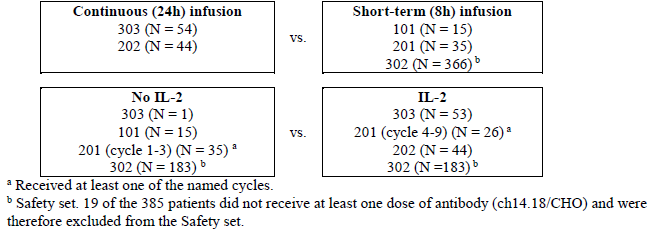 Continuous (24h) infusion
303 (N = 54)
202 (N = 44)
vs.
Short-term (8h) infusion
101 (N = 15)
201 (N = 35)
302 (N = 366) b
No IL-2
303 (N = 1)
101 (N = 15)
201 (cycle 1-3) (N = 35) a
302 (N = 183) b
vs.
IL-2
303 (N = 53)
201 (cycle 4-9) (N = 26) a
202 (N = 44)
302 (N =183) b
a Received at least one of the named cycles.
b Safety set. 19 of the 385 patients did not receive at least one dose of antibody (ch14.18/CHO) and were
therefore excluded from the Safety set.